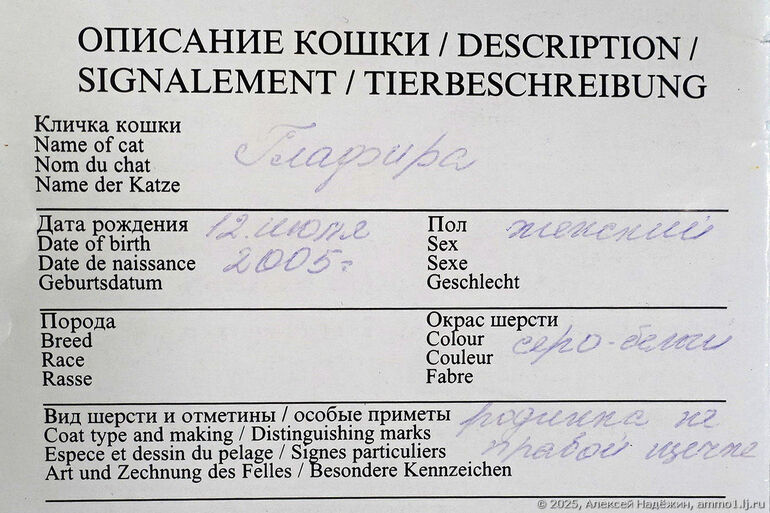 ОПИСАНИЕ КОШКИ / DESCRIPTION /
SIGNALEMENT / TIERBESCHREIBUNG
Кличка кошки
Name of cat
Nom du chat
Name der Katze
Глафира
Дата рождения
Date of birth
Date de naissance
Geburtsdatum
12 июня
2005 г
Пол
Sex
Sexe
Geschlecht
женский
Порода
Breed
Race
Rasse
Окрас шерсти
Colour
Couleur
Fabre
серо-белый
Вид шерсти и отметины / особые приметы
Coat type and making / Distinguishing marks
Espece et dessin du pelage / Signes particuliers
Art und Zechnung des Felles / Besondere Kennzeichen
родинка на
правой щечке
© 2025, Алексей Надёжин, ammo1.lj.ru